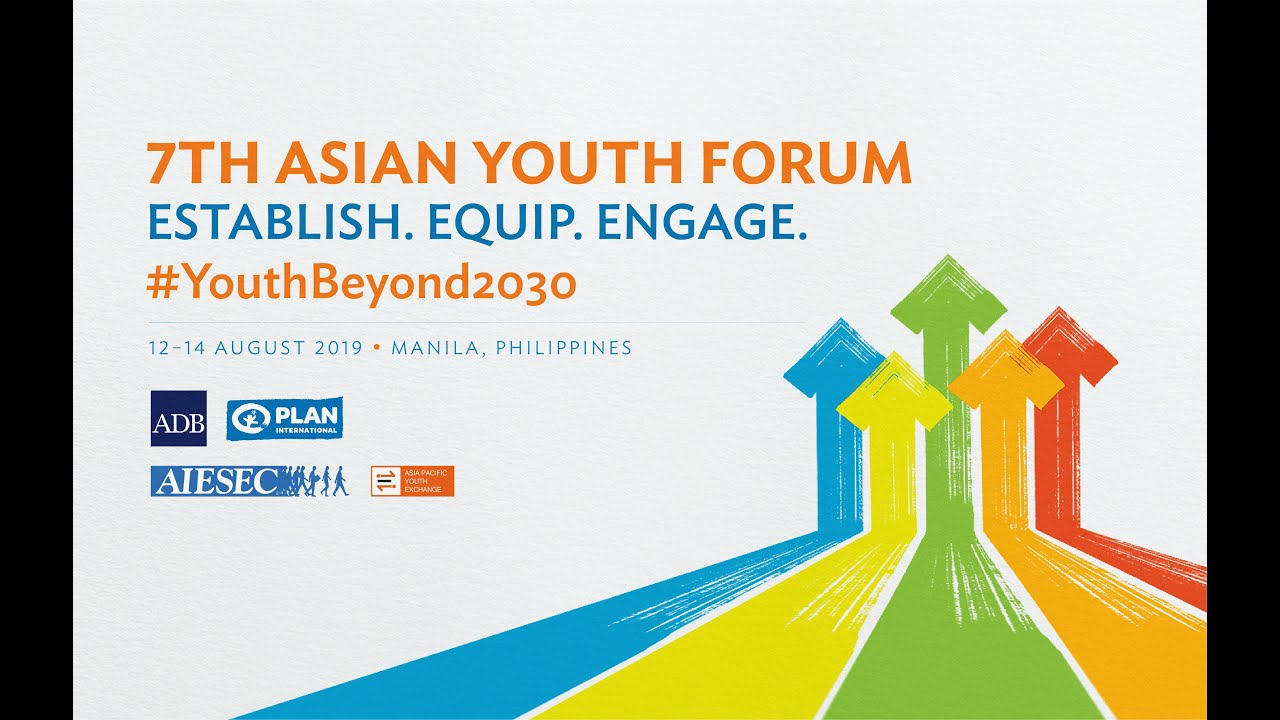 7TH ASIAN YOUTH FORUM
ESTABLISH. EQUIP. ENGAGE.
#YouthBeyond2030
12–14 AUGUST 2019 • MANILA, PHILIPPINES
ADB
PLAN
INTERNATIONAL
AIESEC
ASIA PACIFIC
YOUTH
EXCHANGE